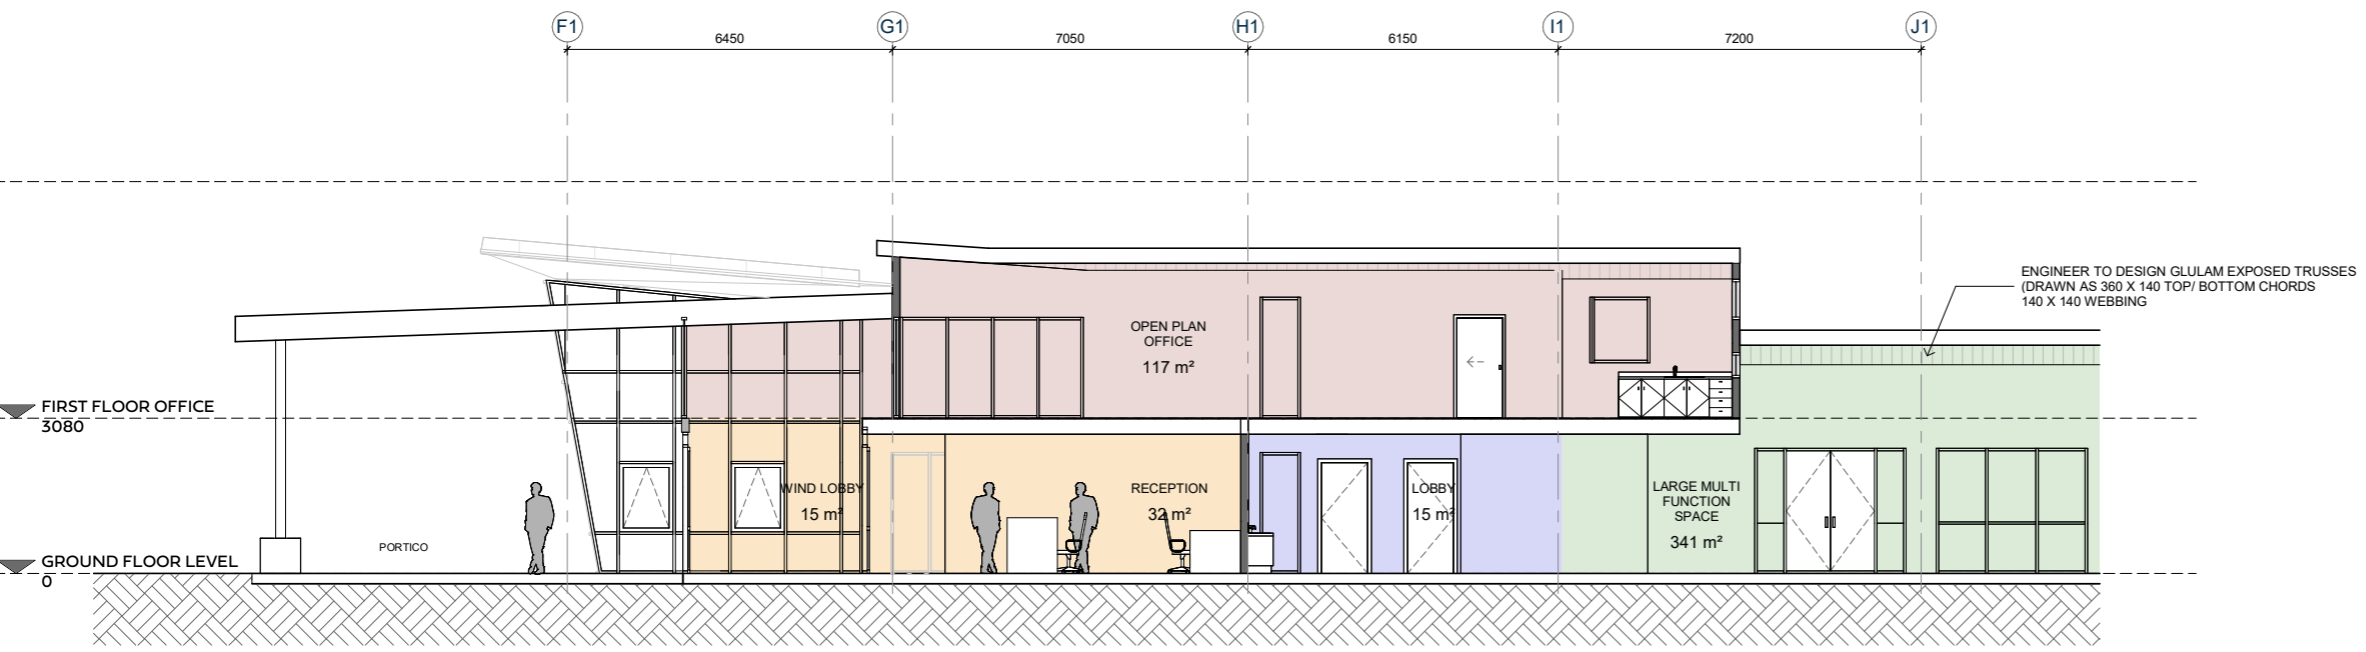 F1
G1
H1
I1
J1
6450
7050
6150
7200
ENGINEER TO DESIGN GLULAM EXPOSED TRUSSES
(DRAWN AS 360 X 140 TOP/ BOTTOM CHORDS
140 X 140 WEBBING
OPEN PLAN
OFFICE
117 m²
FIRST FLOOR OFFICE
3080
WIND LOBBY
15 m²
RECEPTION
32 m²
LOBBY
15 m²
LARGE MULTI
FUNCTION
SPACE
341 m²
PORTICO
GROUND FLOOR LEVEL
0